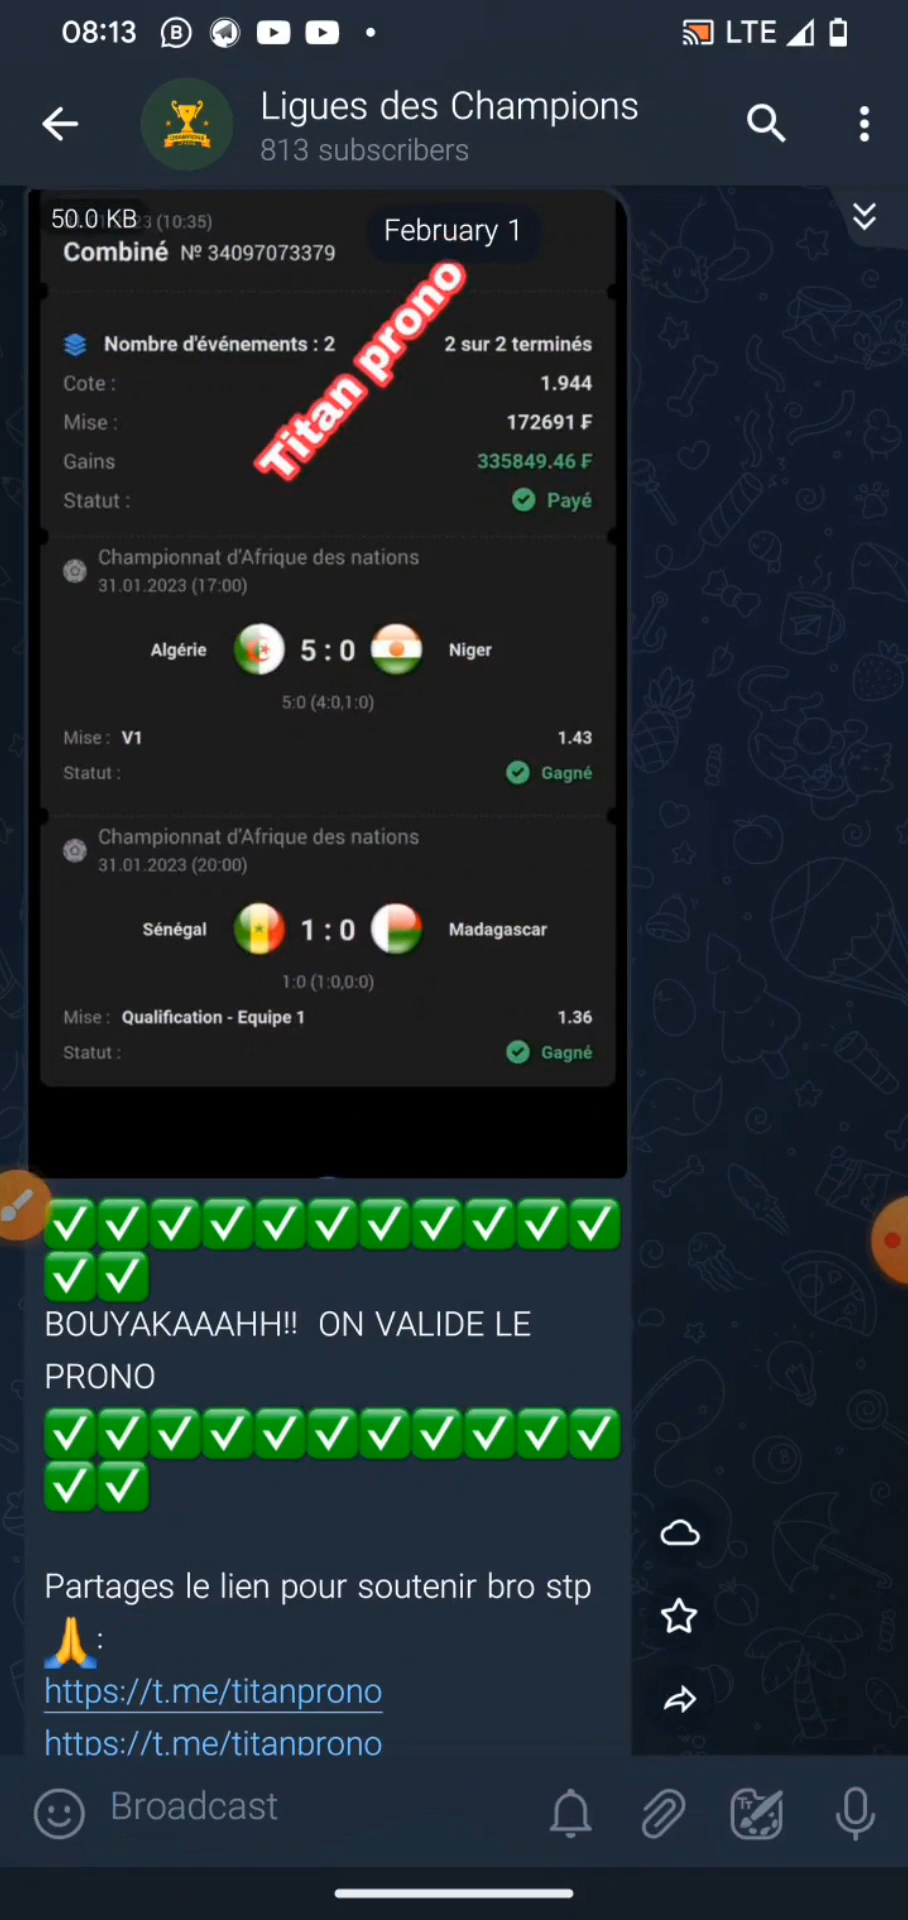 08:13
LTE
Ligues des Champions
813 subscribers
50.0 KB
(10:35)
February 1
Combiné № 34097073379
Titan prono
Nombre d'événements : 2 2 sur 2 terminés
Cote : 1.944
Mise : 172691 ₣
Gains 335849.46 ₣
Statut : Payé
Championnat d'Afrique des nations
31.01.2023 (17:00)
Algérie 5 : 0 Niger
5:0 (4:0,1:0)
Mise : V1 1.43
Statut : Gagné
Championnat d'Afrique des nations
31.01.2023 (20:00)
Sénégal 1 : 0 Madagascar
1:0 (1:0,0:0)
Mise : Qualification - Equipe 1 1.36
Statut : Gagné
BOUYAKAAAHH!! ON VALIDE LE
PRONO
Partages le lien pour soutenir bro stp
:
https://t.me/titanprono
https://t.me/titanprono
Broadcast